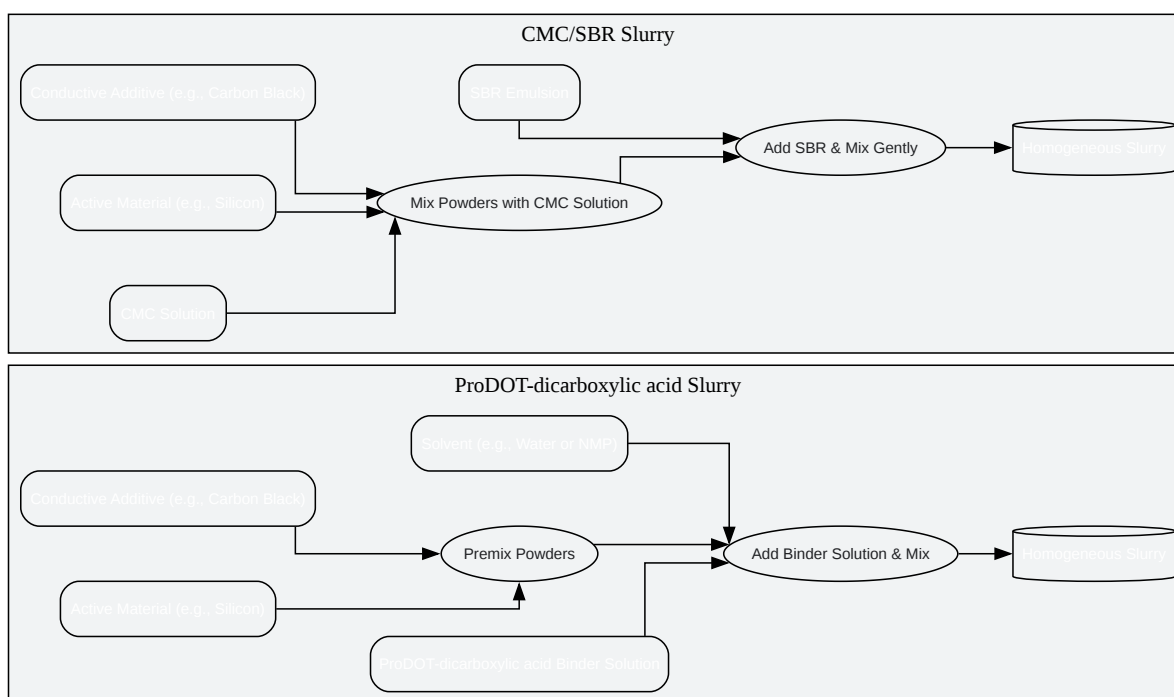 CMC/SBR Slurry
Conductive Additive (e.g., Carbon Black)
SBR Emulsion
Add SBR & Mix Gently
Homogeneous Slurry
Active Material (e.g., Silicon)
Mix Powders with CMC Solution
CMC Solution
ProDOT-dicarboxylic acid Slurry
Solvent (e.g., Water or NMP)
Conductive Additive (e.g., Carbon Black)
Premix Powders
Add Binder Solution & Mix
Homogeneous Slurry
Active Material (e.g., Silicon)
ProDOT-dicarboxylic acid Binder Solution